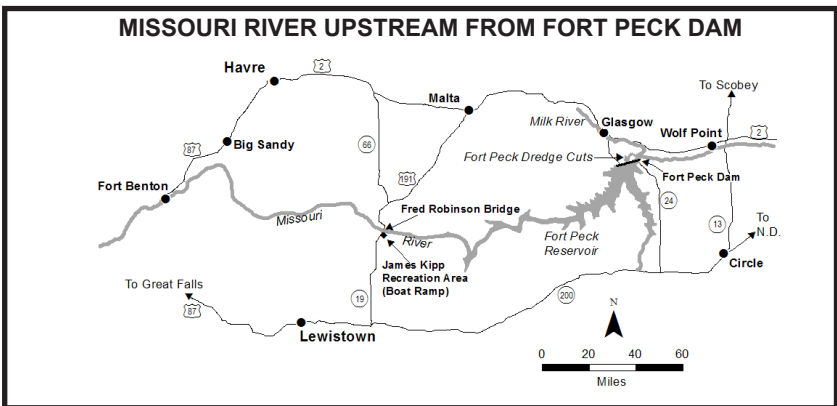 MISSOURI RIVER UPSTREAM FROM FORT PECK DAM
Havre
2
To Scobey
Malta
Milk River
Glasgow
Wolf Point
2
87
Big Sandy
66
Fort Peck Dredge Cuts
191
Fort Peck Dam
Fort Benton
24
Missouri
Fred Robinson Bridge
River
13
To
N.D.
Fort Peck
Reservoir
James Kipp
Recreation Area
(Boat Ramp)
Circle
To Great Falls
87
19
200
N
Lewistown
0 20 40 60
Miles